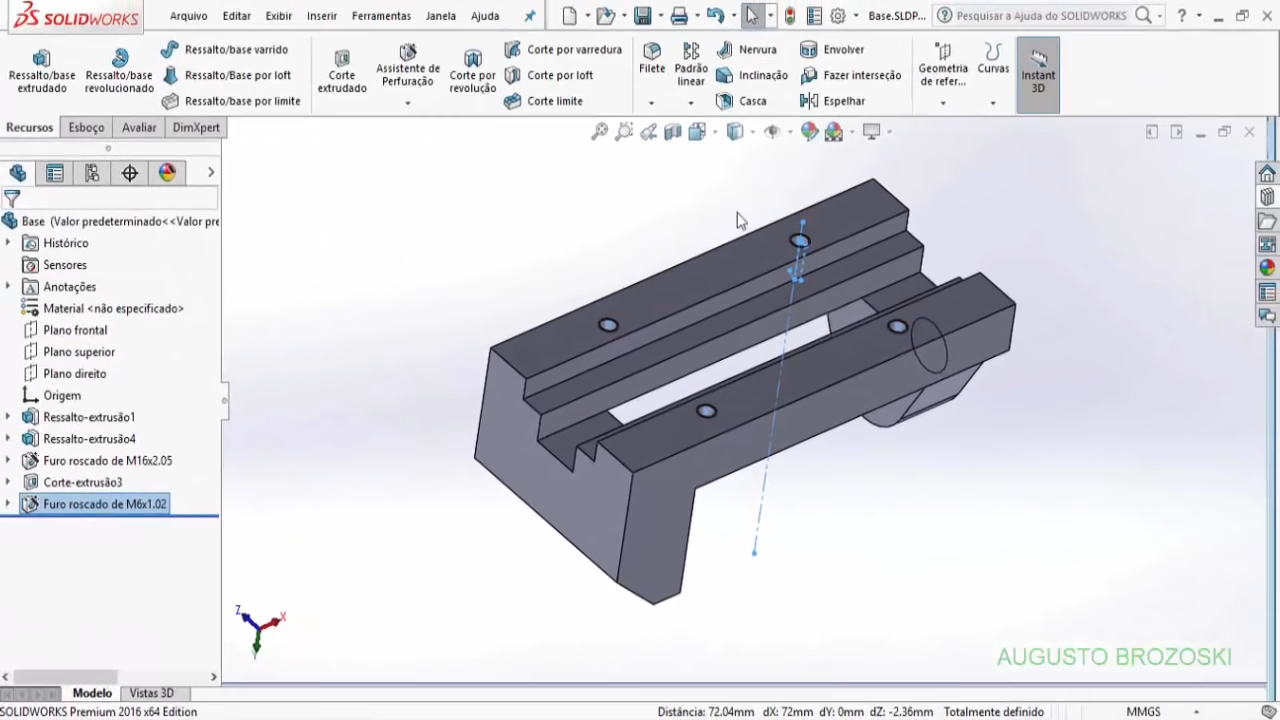 SOLIDWORKS
Arquivo Editar Exibir Inserir Ferramentas Janela Ajuda
Base.SLDP...
Pesquisar a Ajuda do SOLIDWORKS
Ressalto/base extrudado
Ressalto/base revolucionado
Ressalto/base varrido
Ressalto/Base por loft
Ressalto/base por limite
Corte extrudado
Assistente de Perfuração
Corte por revolução
Corte por varredura
Corte por loft
Corte limite
Filete
Padrão linear
Nervura
Inclinação
Casca
Envolver
Fazer interseção
Espelhar
Geometria de refer...
Curvas
Instant 3D
Recursos Esboço Avaliar DimXpert
Base (Valor predeterminado<<Valor pre
Histórico
Sensores
Anotações
Material <não especificado>
Plano frontal
Plano superior
Plano direito
Origem
Ressalto-extrusão1
Ressalto-extrusão4
Furo roscado de M16x2.05
Corte-extrusão3
Furo roscado de M6x1.02
Z
X
Y
AUGUSTO BROZOSKI
Modelo Vistas 3D
SOLIDWORKS Premium 2016 x64 Edition
Distância: 72.04mm dX: 72mm dY: 0mm dZ: -2.36mm Totalmente definido
MMGS